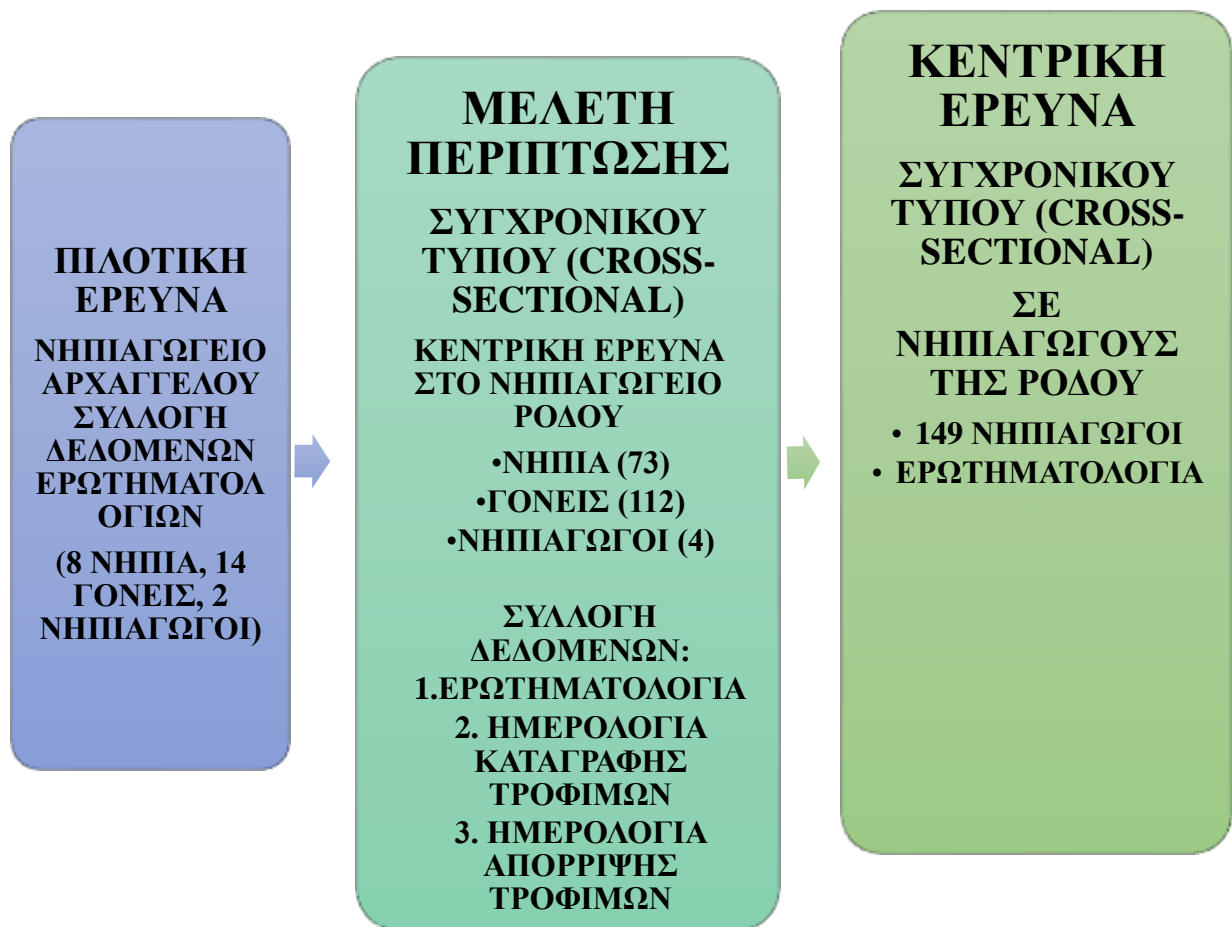 ΠΙΛΟΤΙΚΗ
ΕΡΕΥΝΑ
ΝΗΠΙΑΓΩΓΕΙΟ
ΑΡΧΑΓΓΕΛΟΥ
ΣΥΛΛΟΓΗ
ΔΕΔΟΜΕΝΩΝ
ΕΡΩΤΗΜΑΤΟΛ
ΟΓΙΩΝ
(8 ΝΗΠΙΑ, 14
ΓΟΝΕΙΣ, 2
ΝΗΠΙΑΓΩΓΟΙ)
ΜΕΛΕΤΗ
ΠΕΡΙΠΤΩΣΗΣ
ΣΥΓΧΡΟΝΙΚΟΥ
ΤΥΠΟΥ (CROSS-
SECTIONAL)
ΚΕΝΤΡΙΚΗ ΕΡΕΥΝΑ
ΣΤΟ ΝΗΠΙΑΓΩΓΕΙΟ
ΡΟΔΟΥ
•ΝΗΠΙΑ (73)
•ΓΟΝΕΙΣ (112)
•ΝΗΠΙΑΓΩΓΟΙ (4)
ΣΥΛΛΟΓΗ
ΔΕΔΟΜΕΝΩΝ:
1.ΕΡΩΤΗΜΑΤΟΛΟΓΙΑ
2. ΗΜΕΡΟΛΟΓΙΑ
ΚΑΤΑΓΡΑΦΗΣ
ΤΡΟΦΙΜΩΝ
3. ΗΜΕΡΟΛΟΓΙΑ
ΑΠΟΡΡΙΨΗΣ
ΤΡΟΦΙΜΩΝ
ΚΕΝΤΡΙΚΗ
ΕΡΕΥΝΑ
ΣΥΓΧΡΟΝΙΚΟΥ
ΤΥΠΟΥ (CROSS-
SECTIONAL)
ΣΕ
ΝΗΠΙΑΓΩΓΟΥΣ
ΤΗΣ ΡΟΔΟΥ
• 149 ΝΗΠΙΑΓΩΓΟΙ
• ΕΡΩΤΗΜΑΤΟΛΟΓΙΑ